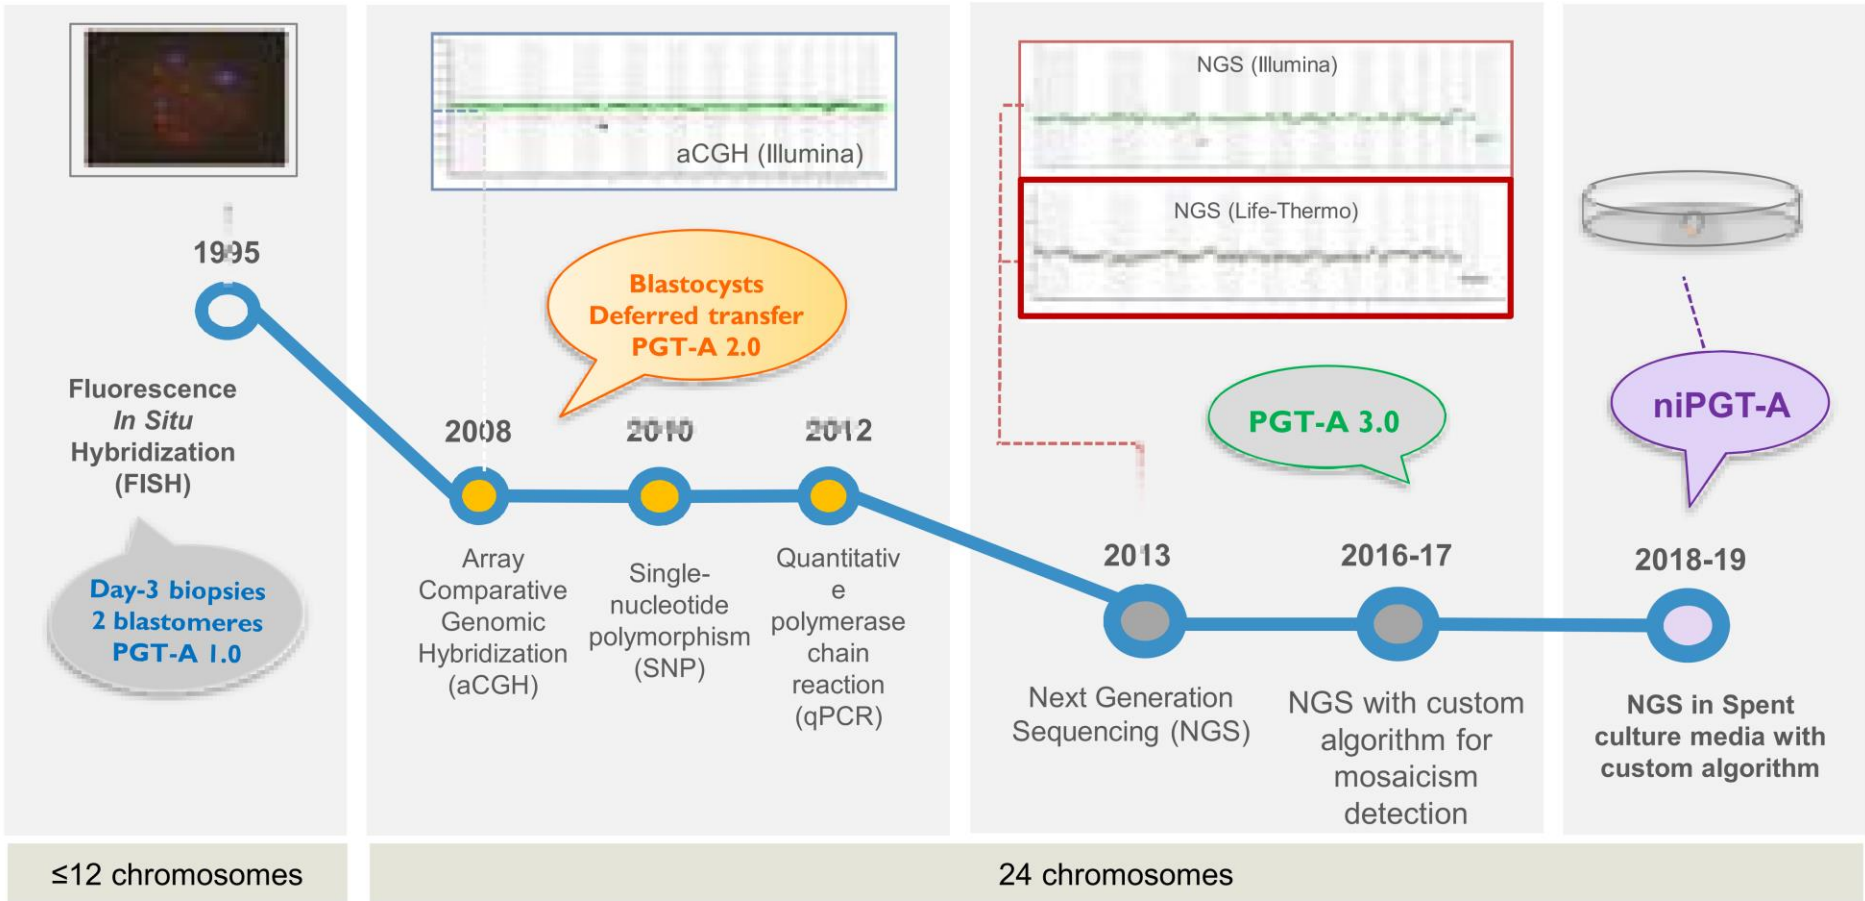 1995
Fluorescence
In Situ
Hybridization
(FISH)
Day-3 biopsies
2 blastomeres
PGT-A 1.0
≤12 chromosomes
aCGH (Illumina)
Blastocysts
Deferred transfer
PGT-A 2.0
2008
2010
2012
Array
Comparative
Genomic
Hybridization
(aCGH)
Single-
nucleotide
polymorphism
(SNP)
Quantitativ
e
polymerase
chain
reaction
(qPCR)
NGS (Illumina)
NGS (Life-Thermo)
PGT-A 3.0
2013
2016-17
Next Generation
Sequencing (NGS)
NGS with custom
algorithm for
mosaicism
detection
niPGT-A
2018-19
NGS in Spent
culture media with
custom algorithm
24 chromosomes